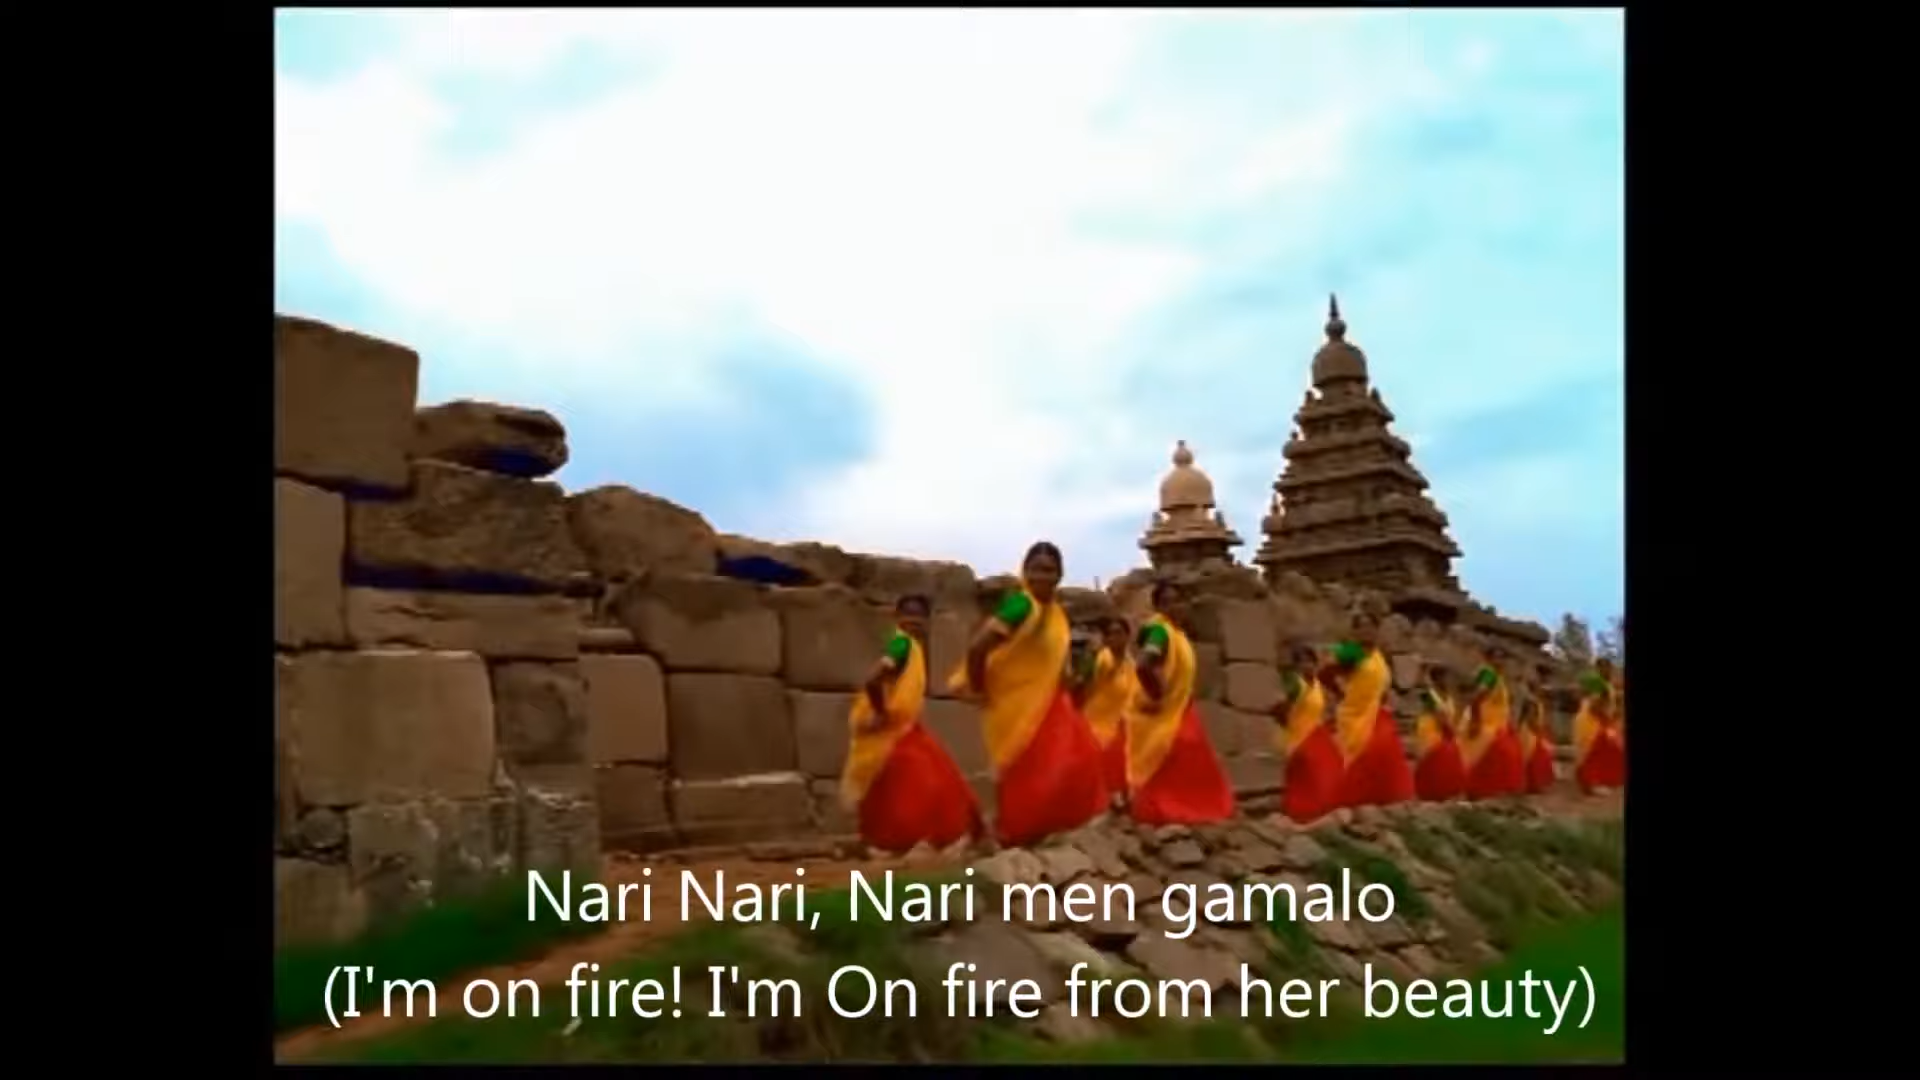 Nari Nari, Nari men gamalo
(I'm on fire! I'm On fire from her beauty)